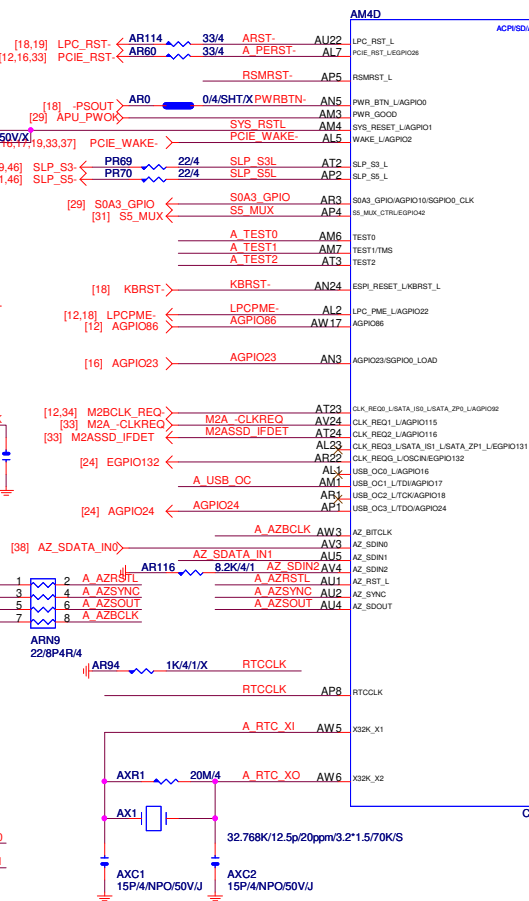 AM4D
ACPI/SD/
[18,19] LPC_RST- AR114 33/4 ARST- AU22 LPC_RST_L
[12,16,33] PCIE_RST- AR60 33/4 A_PERST- AL7 PCIE_RST_L/EGPIO26
RSMRST- AP5 RSMRST_L
[18] -PSOUT AR0 0/4/SHT/X PWRBTN- AN5 PWR_BTN_L/AGPIO0
[29] APU_PWOK AM3 PWR_GOOD
50V/X SYS_RSTL AM4 SYS_RESET_L/AGPIO1
,17,19,33,37] PCIE_WAKE- PCIE_WAKE- AL5 WAKE_L/AGPIO2
9,46] SLP_S3- PR69 22/4 SLP_S3L AT2 SLP_S3_L
1,46] SLP_S5- PR70 22/4 SLP_S5L AP2 SLP_S5_L
[29] S0A3_GPIO S0A3_GPIO AR3 S0A3_GPIO/AGPIO10/SGPIO0_CLK
[31] S5_MUX S5_MUX AP4 S5_MUX_CTRL/EGPIO42
A_TEST0 AM6 TEST0
A_TEST1 AM7 TEST1/TMS
A_TEST2 AT3 TEST2
[18] KBRST- KBRST- AN24 ESPI_RESET_L/KBRST_L
[12,18] LPCPME- LPCPME- AL2 LPC_PME_L/AGPIO22
[12] AGPIO86 AGPIO86 AW17 AGPIO86
[16] AGPIO23 AGPIO23 AN3 AGPIO23/SGPIO0_LOAD
[12,34] M2BCLK_REQ- AT23 CLK_REQ0_L/SATA_IS0_L/SATA_ZP0_L/AGPIO92
[33] M2A_-CLKREQ M2A_-CLKREQ AV24 CLK_REQ1_L/AGPIO115
[33] M2ASSD_IFDET M2ASSD_IFDET AT24 CLK_REQ2_L/AGPIO116
AL23 CLK_REQ3_L/SATA_IS1_L/SATA_ZP1_L/EGPIO131
[24] EGPIO132 AR22 CLK_REQG_L/OSCIN/EGPIO132
AL1 USB_OC0_L/AGPIO16
A_USB_OC AM1 USB_OC1_L/TDI/AGPIO17
AR1 USB_OC2_L/TCK/AGPIO18
[24] AGPIO24 AGPIO24 AP1 USB_OC3_L/TDO/AGPIO24
A_AZBCLK AW3 AZ_BITCLK
[38] AZ_SDATA_IN0 AV3 AZ_SDIN0
AZ_SDATA_IN1 AU5 AZ_SDIN1
AR116 8.2K/4/1 AZ_SDIN2 AV4 AZ_SDIN2
1 2 A_AZRSTL A_AZRSTL AU1 AZ_RST_L
3 4 A_AZSYNC A_AZSYNC AU2 AZ_SYNC
5 6 A_AZSOUT A_AZSOUT AU4 AZ_SDOUT
7 8 A_AZBCLK
ARN9
22/8P4R/4
AR94 1K/4/1/X RTCCLK
RTCCLK AP8 RTCCLK
A_RTC_XI AW5 X32K_X1
AXR1 20M/4 A_RTC_XO AW6 X32K_X2
AX1
32.768K/12.5p/20ppm/3.2*1.5/70K/S
AXC1 AXC2
15P/4/NPO/50V/J 15P/4/NPO/50V/J